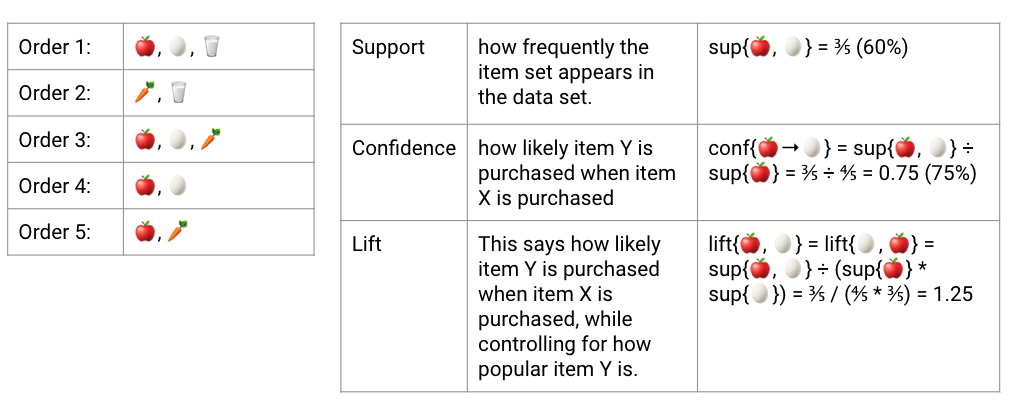 Order 1: 🍎, 🥚, 🥛
Order 2: 🥕, 🥛
Order 3: 🍎, 🥚, 🥕
Order 4: 🍎, 🥚
Order 5: 🍎, 🥕
Support
how frequently the
item set appears in
the data set.
sup{🍎, 🥚} = ⅗ (60%)
Confidence
how likely item Y is
purchased when item
X is purchased
conf{🍎→🥚} = sup{🍎, 🥚} ÷
sup{🍎} = ⅗ ÷ ⅘ = 0.75 (75%)
Lift
This says how likely
item Y is purchased
when item X is
purchased, while
controlling for how
popular item Y is.
lift{🍎, 🥚} = lift{🥚, 🍎} =
sup{🍎, 🥚} ÷ (sup{🍎} *
sup{🥚}) = ⅗ / (⅘ * ⅗) = 1.25